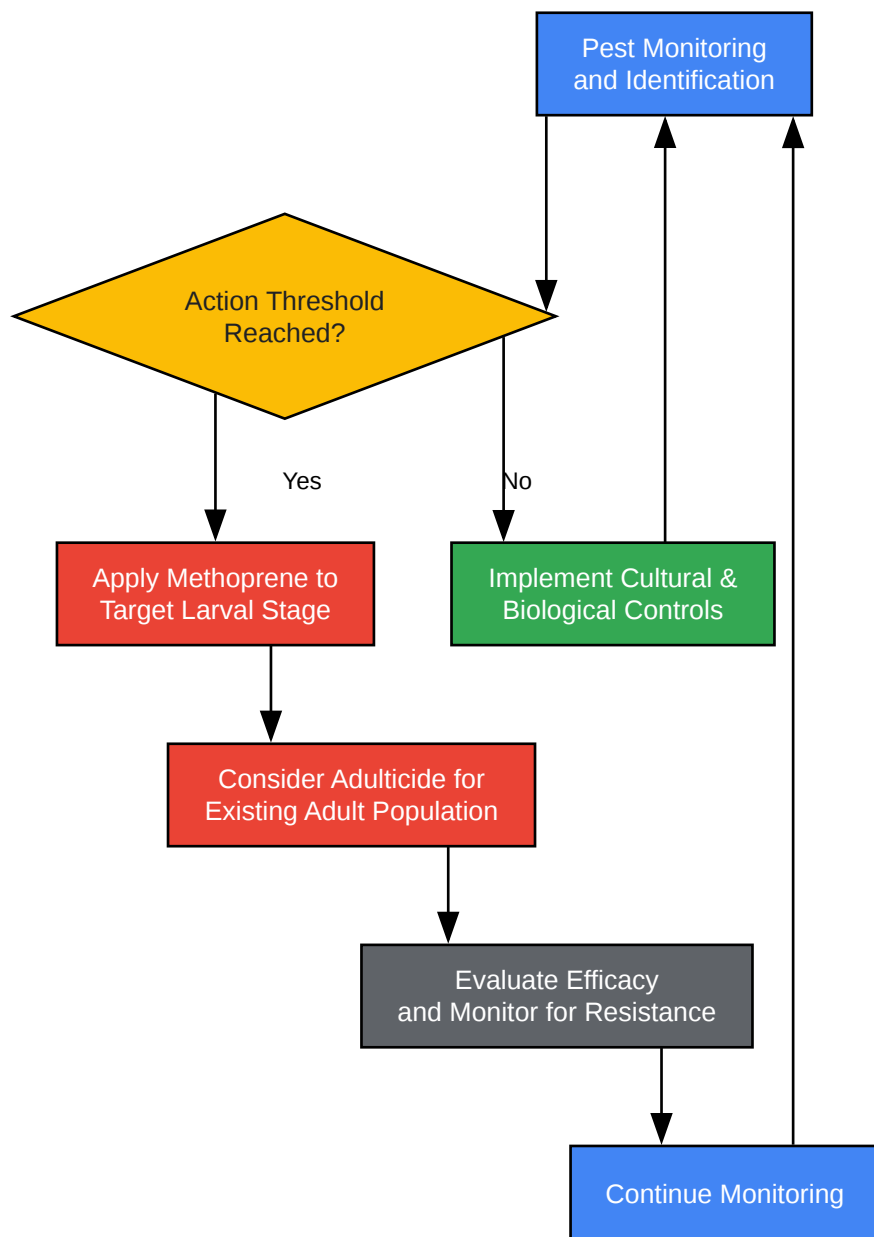 Pest Monitoring
and Identification
Action Threshold
Reached?
Yes
No
Apply Methoprene to
Target Larval Stage
Implement Cultural &
Biological Controls
Consider Adulticide for
Existing Adult Population
Evaluate Efficacy
and Monitor for Resistance
Continue Monitoring